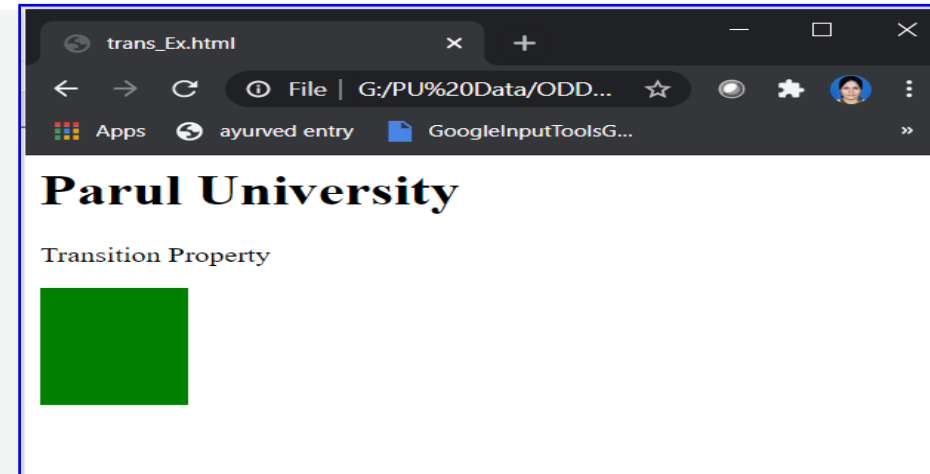 trans_Ex.html
File | G:/PU%20Data/ODD...
Apps ayurved entry GoogleInputToolsG...
Parul University
Transition Property